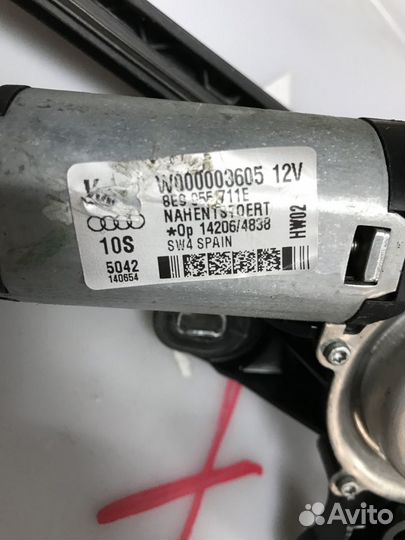 W000003605 12V
8E9 955 711E
NAHENTSTOERT
*Op 14206/4838
SW4 SPAIN
HW02
10S
5042
140654
Avito